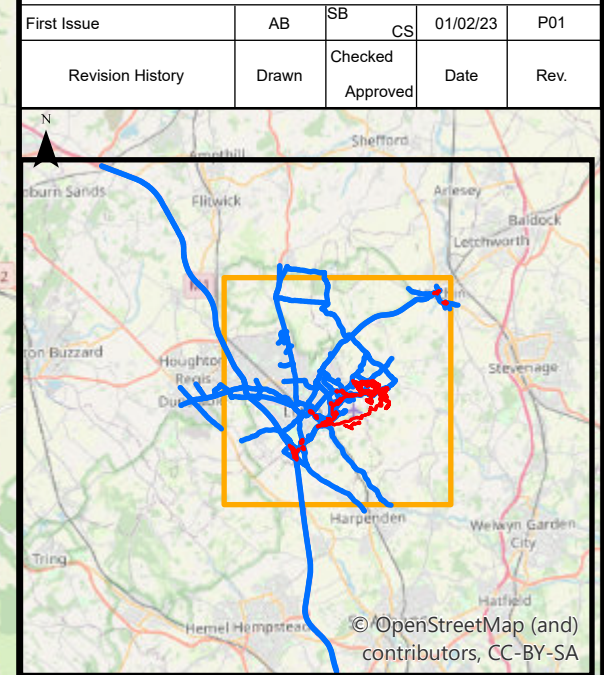 First Issue AB SB CS 01/02/23 P01
Revision History Drawn Checked Approved Date Rev.
N
Shefford
Ampthill
Arlesey
Flitwick
Baldock
Letchworth
Houghton
Regis
Stevenage
Harpenden
Welwyn Garden
City
Tring
Hatfield
Hemel Hempstead
© OpenStreetMap (and)
contributors, CC-BY-SA